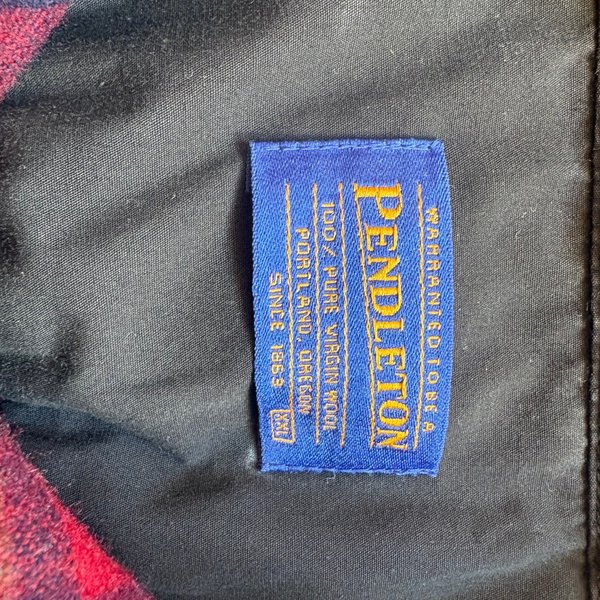 WARRANTED TO BE A
PENDLETON
100% PURE VIRGIN WOOL
PORTLAND, OREGON
SINCE 1863
XXL